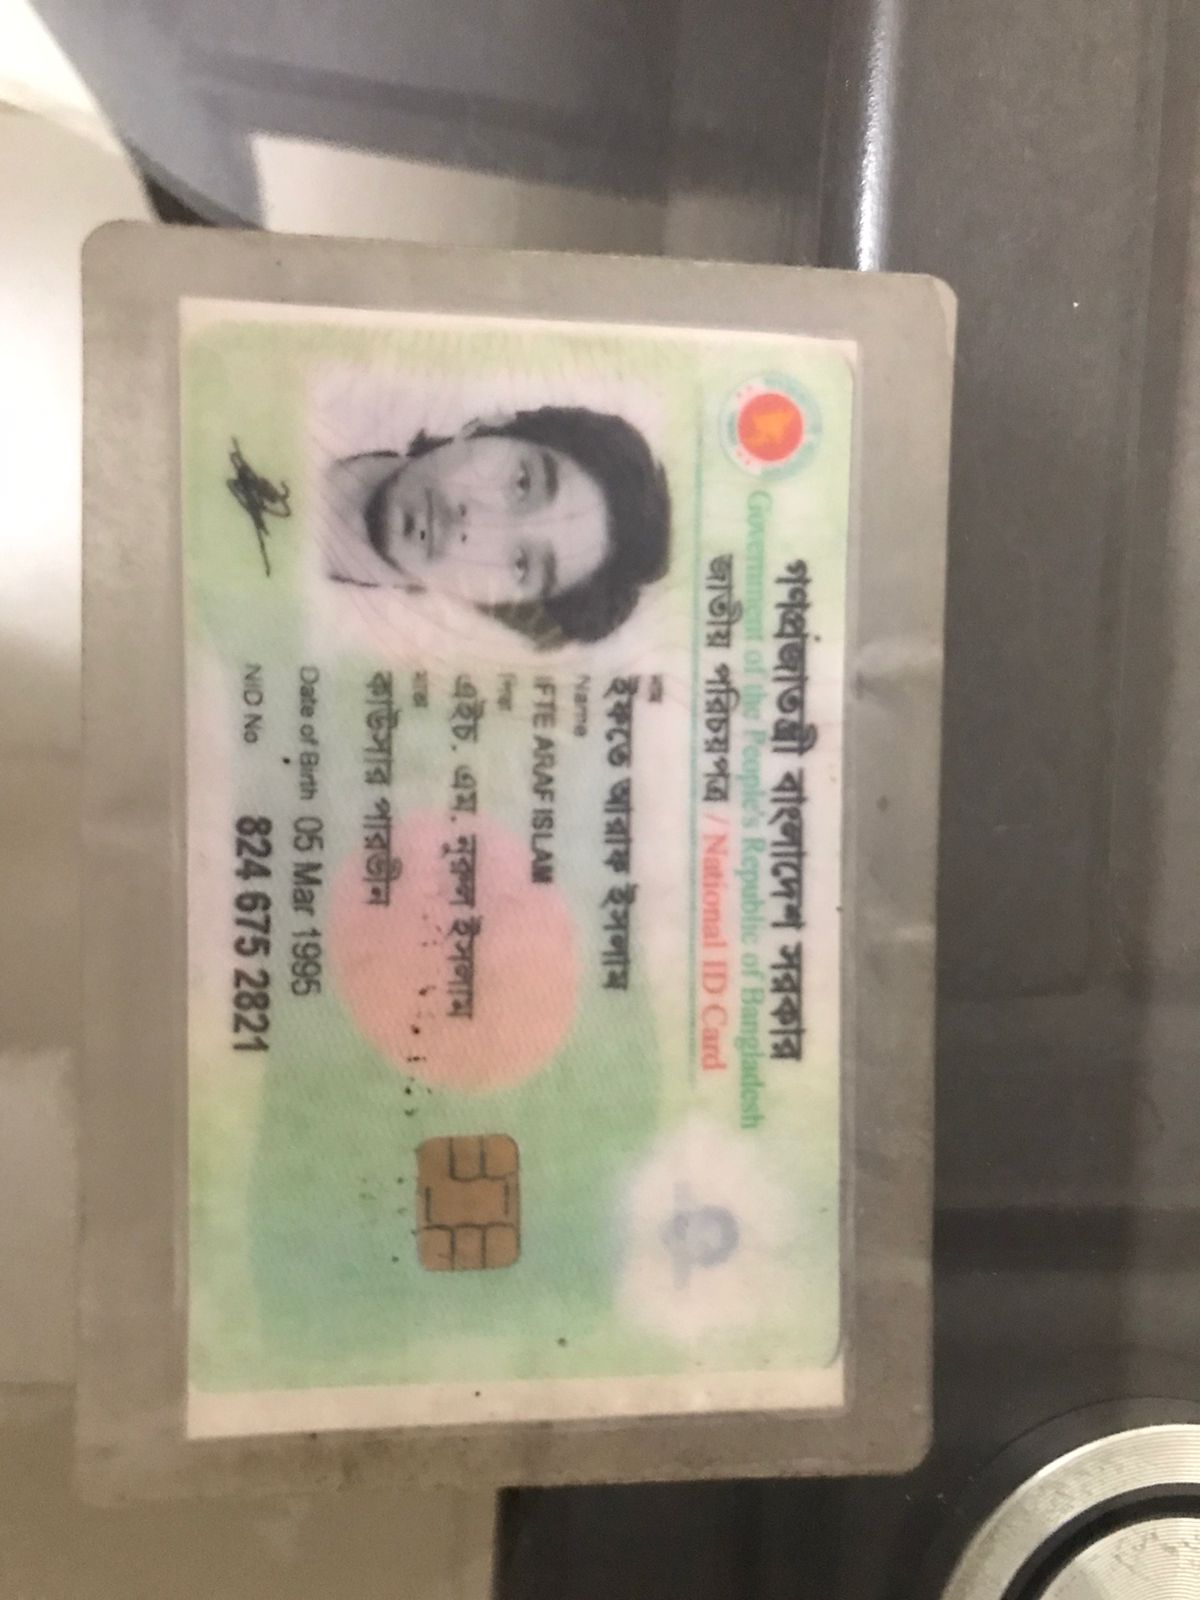 গণপ্রজাতন্ত্রী বাংলাদেশ সরকার
Government of the People's Republic of Bangladesh
জাতীয় পরিচয়পত্র / National ID Card
নাম
ইফতে আরাফ ইসলাম
Name
IFTE ARAF ISLAM
পিতা
এইচ. এম. নুরুল ইসলাম
মাতা
কাউসার পারভীন
Date of Birth 05 Mar 1995
NID No 824 675 2821